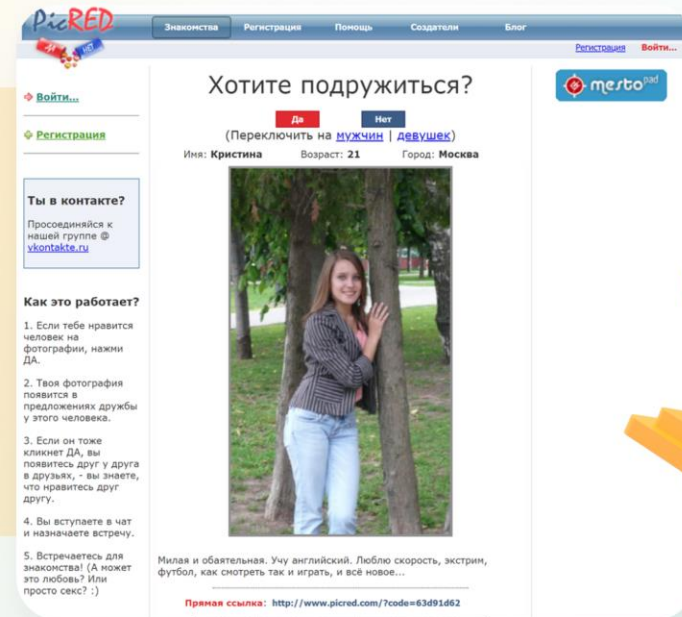 PicRED
ДА НЕТ
Знакомства Регистрация Помощь Создатели Блог
Регистрация Войти...
Войти...
Регистрация
Ты в контакте?
Просоединяйся к
нашей группе @
vkontakte.ru
Как это работает?
1. Если тебе нравится
человек на
фотографии, нажми
ДА.
2. Твоя фотография
появится в
предложениях дружбы
у этого человека.
3. Если он тоже
кликнет ДА, вы
появитесь друг у друга
в друзьях, - вы знаете,
что нравитесь друг
другу.
4. Вы вступаете в чат
и назначаете встречу.
5. Встречаетесь для
знакомства! (А может
это любовь? Или
просто секс? :)
Хотите подружиться?
Да Нет
(Переключить на мужчин | девушек)
Имя: Кристина Возраст: 21 Город: Москва
Милая и обаятельная. Учу английский. Люблю скорость, экстрим,
футбол, как смотреть так и играть, и всё новое...
Прямая ссылка: http://www.picred.com/?code=63d91d62
mesto pad